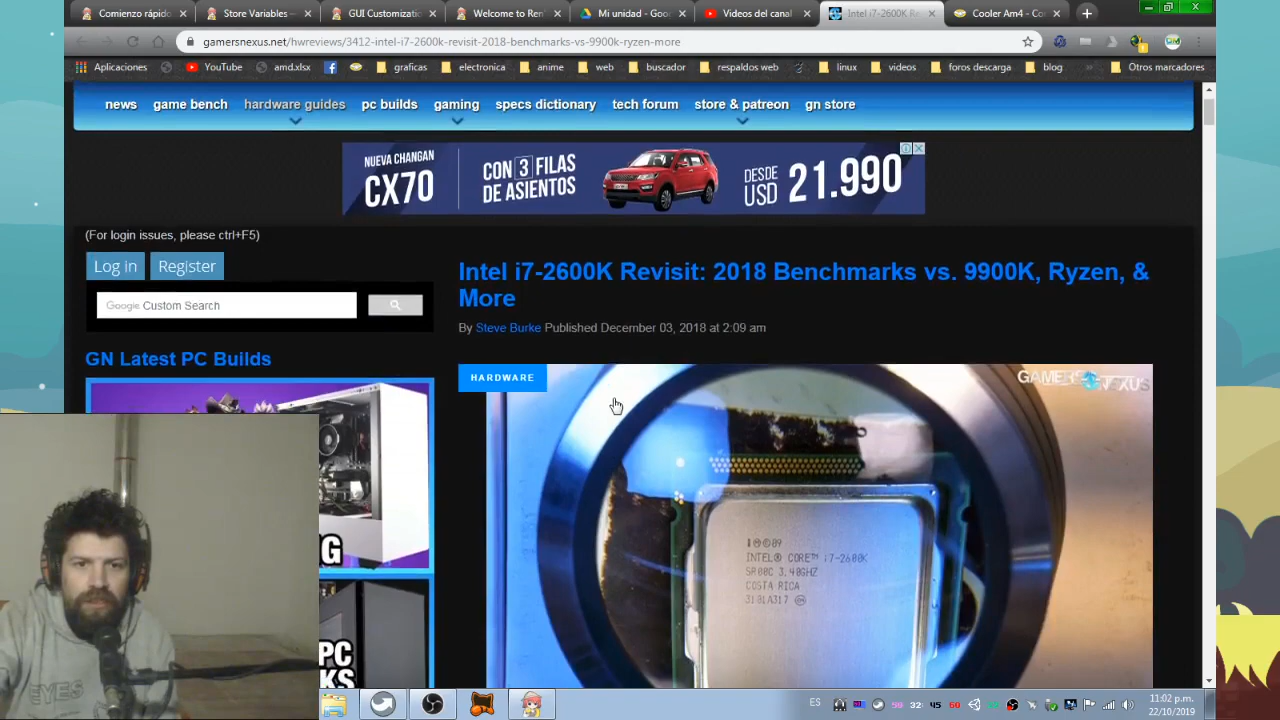 Comienzo rápido
Store Variables —
GUI Customizatio
Welcome to Ren
Mi unidad - Goo
Videos del canal
Intel i7-2600K R
Cooler Am4 - Co
gamersnexus.net/hwreviews/3412-intel-i7-2600k-revisit-2018-benchmarks-vs-9900k-ryzen-more
Aplicaciones YouTube amd.xlsx graficas electronica anime web buscador respaldo web linux videos foros descarga blog » Otros marcadores
news game bench hardware guides pc builds gaming specs dictionary tech forum store & patreon gn store
NUEVA CHANGAN
CX70
CON 3 FILAS
DE ASIENTOS
DESDE
USD 21.990
(For login issues, please ctrl+F5)
Log in Register
Google Custom Search
GN Latest PC Builds
Intel i7-2600K Revisit: 2018 Benchmarks vs. 9900K, Ryzen, &
More
By Steve Burke Published December 03, 2018 at 2:09 am
HARDWARE
GAMERS NEXUS
INTEL® CORE™ i7-2600K
SR00C 3.40GHZ
COSTA RICA
EYES
ES
11:02 p.m.
22/10/2019